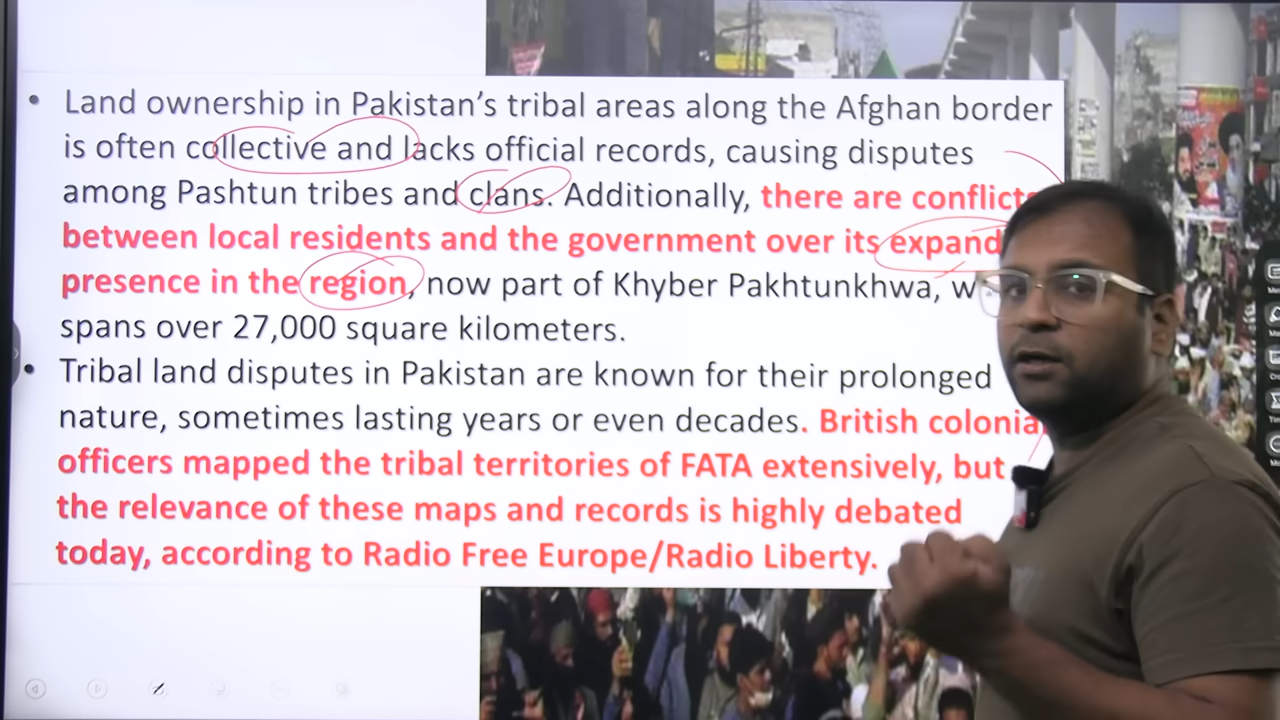 • Land ownership in Pakistan’s tribal areas along the Afghan border
is often collective and lacks official records, causing disputes
among Pashtun tribes and clans. Additionally, there are conflicts
between local residents and the government over its expand
presence in the region, now part of Khyber Pakhtunkhwa, w
spans over 27,000 square kilometers.
• Tribal land disputes in Pakistan are known for their prolonged
nature, sometimes lasting years or even decades. British colonia
officers mapped the tribal territories of FATA extensively, but
the relevance of these maps and records is highly debated
today, according to Radio Free Europe/Radio Liberty.